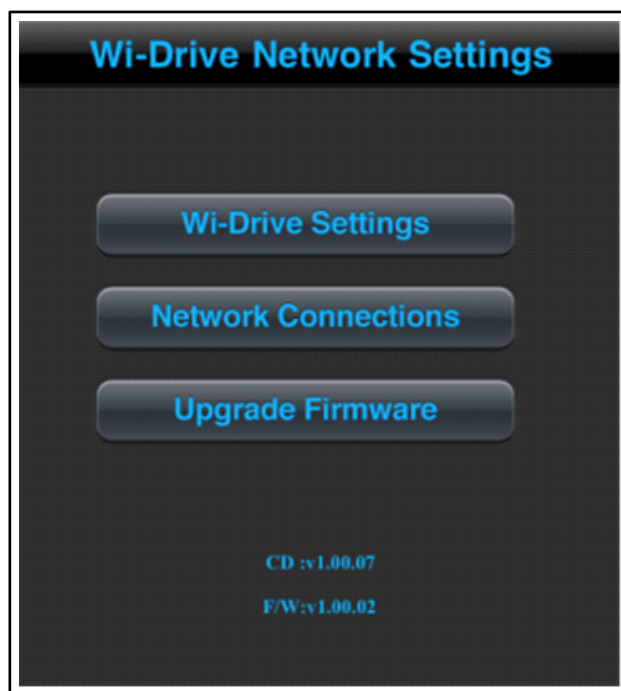 Wi-Drive Network Settings
Wi-Drive Settings
Network Connections
Upgrade Firmware
CD :v1.00.07
F/W:v1.00.02